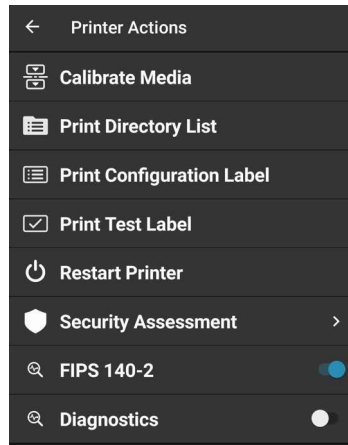 Printer Actions
Calibrate Media
Print Directory List
Print Configuration Label
Print Test Label
Restart Printer
Security Assessment
FIPS 140-2
Diagnostics